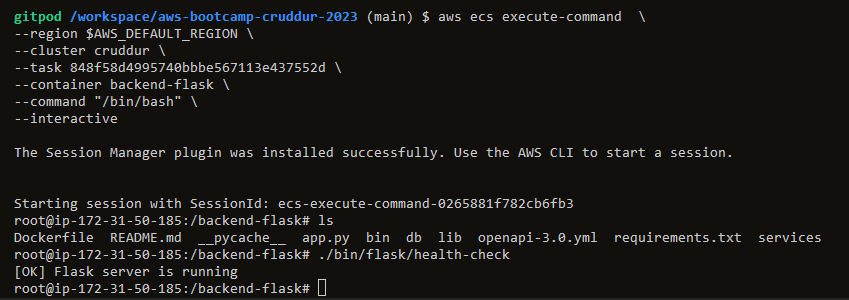 gitpod /workspace/aws-bootcamp-cruddur-2023 (main) $ aws ecs execute-command  \
--region $AWS_DEFAULT_REGION \
--cluster cruddur \
--task 848f58d4995740bbbe567113e437552d \
--container backend-flask \
--command "/bin/bash" \
--interactive
The Session Manager plugin was installed successfully. Use the AWS CLI to start a session.
Starting session with SessionId: ecs-execute-command-0265881f782cb6fb3
root@ip-172-31-50-185:/backend-flask# ls
Dockerfile  README.md  __pycache__  app.py  bin  db  lib  openapi-3.0.yml  requirements.txt  services
root@ip-172-31-50-185:/backend-flask# ./bin/flask/health-check
[OK] Flask server is running
root@ip-172-31-50-185:/backend-flask#